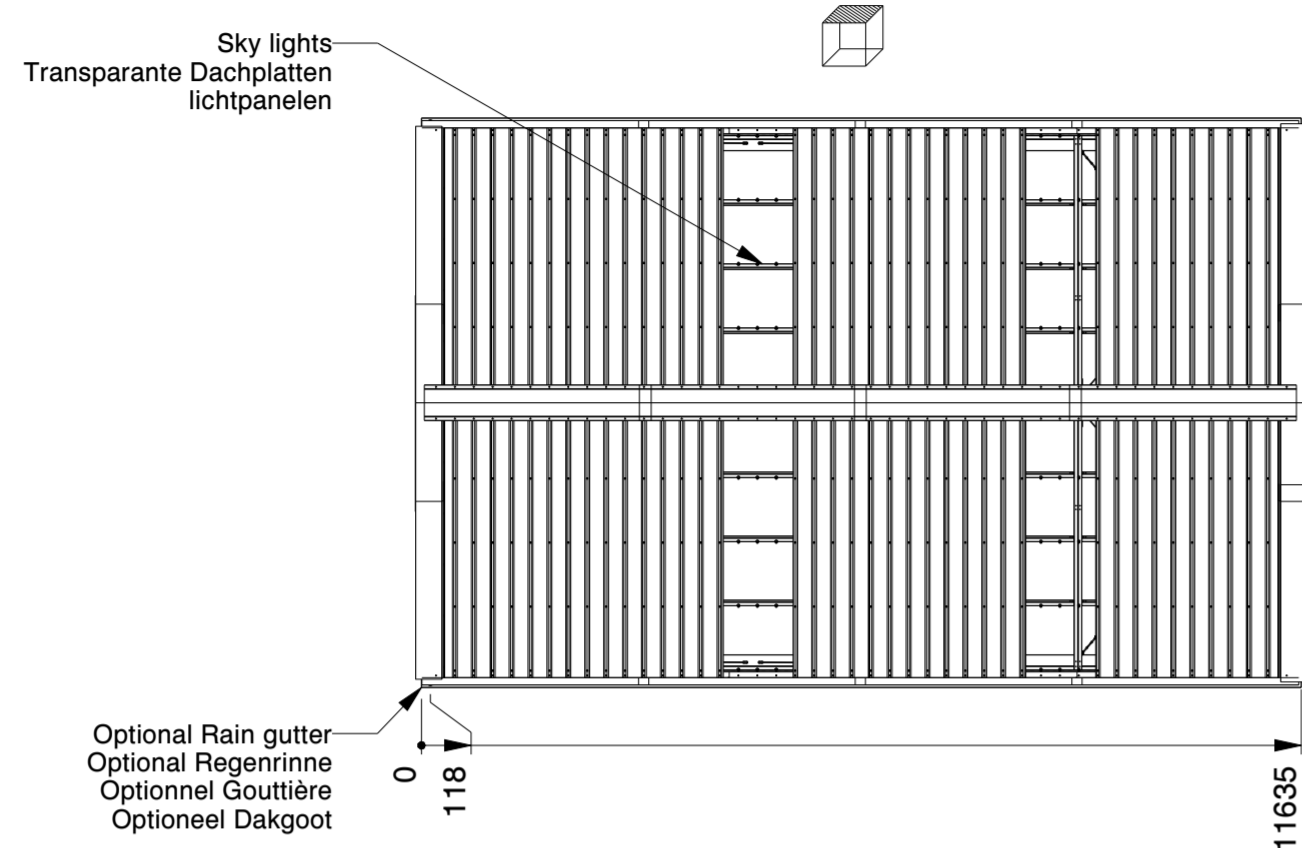 Sky lights
Transparante Dachplatten
lichtpanelen
Optional Rain gutter
Optional Regenrinne
Optionnel Gouttière
Optioneel Dakgoot
0
118
11635